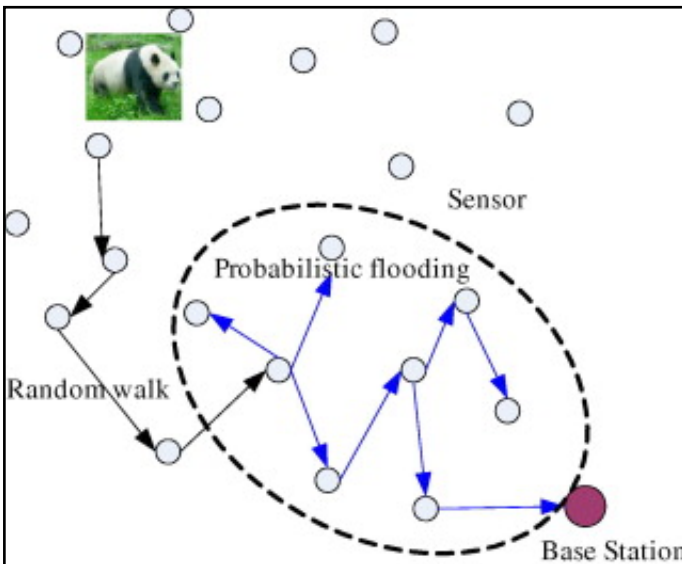 Sensor
Probabilistic flooding
Random walk
Base Station